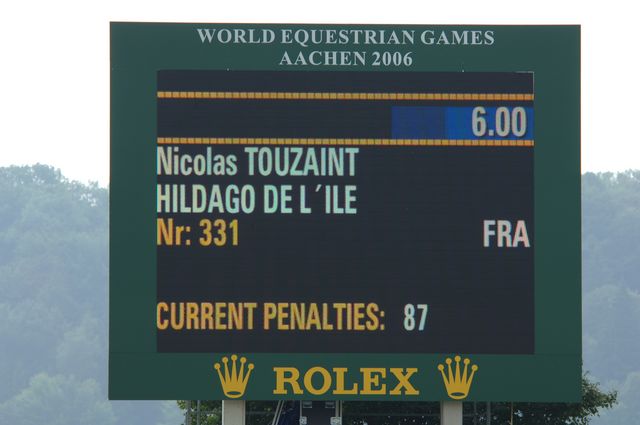 WORLD EQUESTRIAN GAMES
AACHEN 2006
6.00
Nicolas TOUZAINT
HILDAGO DE L´ILE
Nr: 331 FRA
CURRENT PENALTIES: 87
ROLEX